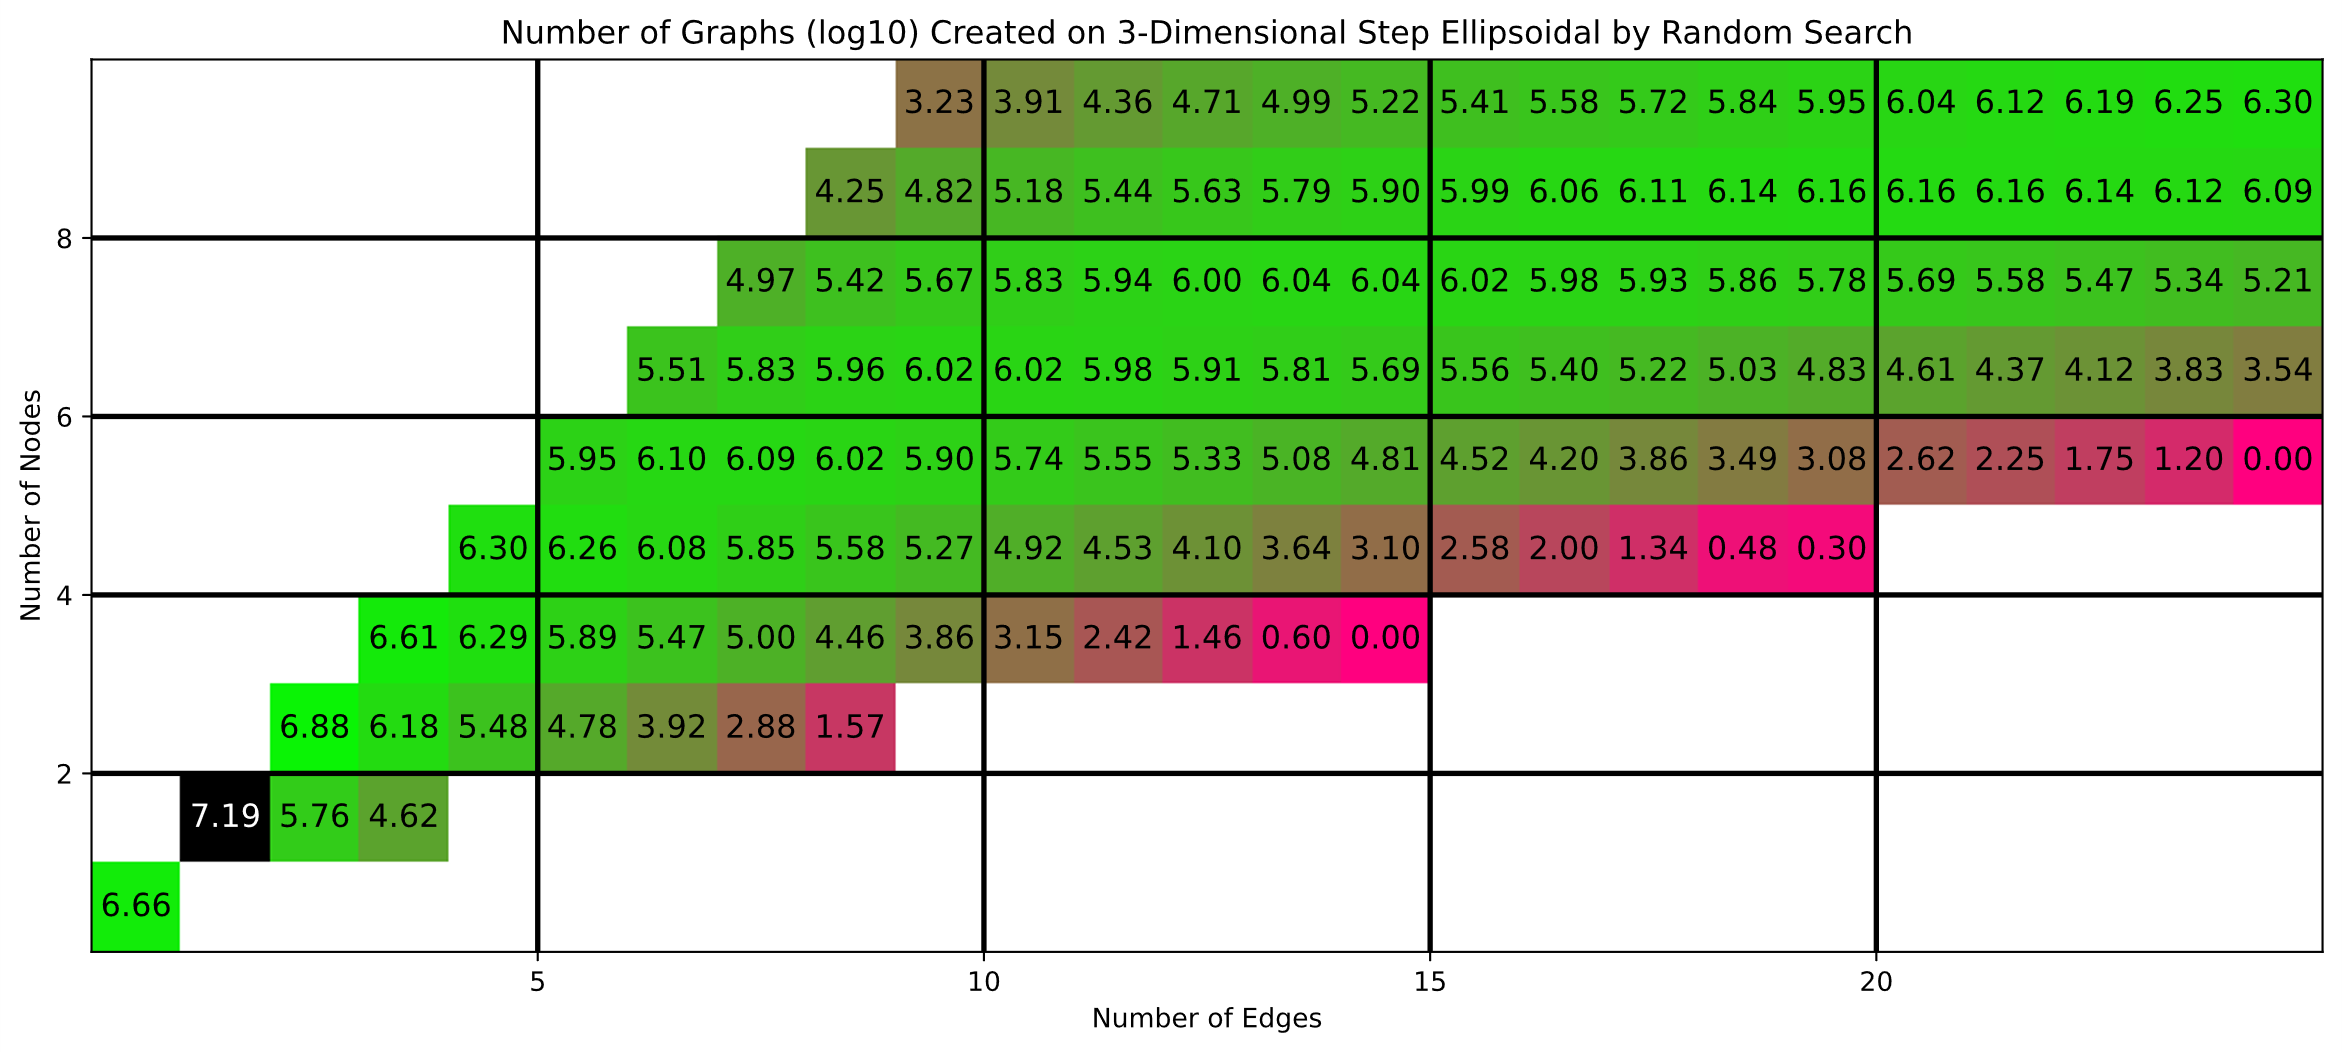 Number of Graphs (log10) Created on 3-Dimensional Step Ellipsoidal by Random Search
3.23 3.91 4.36 4.71 4.99 5.22 5.41 5.58 5.72 5.84 5.95 6.04 6.12 6.19 6.25 6.30
4.25 4.82 5.18 5.44 5.63 5.79 5.90 5.99 6.06 6.11 6.14 6.16 6.16 6.16 6.14 6.12 6.09
8
4.97 5.42 5.67 5.83 5.94 6.00 6.04 6.04 6.02 5.98 5.93 5.86 5.78 5.69 5.58 5.47 5.34 5.21
5.51 5.83 5.96 6.02 6.02 5.98 5.91 5.81 5.69 5.56 5.40 5.22 5.03 4.83 4.61 4.37 4.12 3.83 3.54
6
5.95 6.10 6.09 6.02 5.90 5.74 5.55 5.33 5.08 4.81 4.52 4.20 3.86 3.49 3.08 2.62 2.25 1.75 1.20 0.00
6.30 6.26 6.08 5.85 5.58 5.27 4.92 4.53 4.10 3.64 3.10 2.58 2.00 1.34 0.48 0.30
4
6.61 6.29 5.89 5.47 5.00 4.46 3.86 3.15 2.42 1.46 0.60 0.00
6.88 6.18 5.48 4.78 3.92 2.88 1.57
2
7.19 5.76 4.62
6.66
5 10 15 20
Number of Edges
Number of Nodes